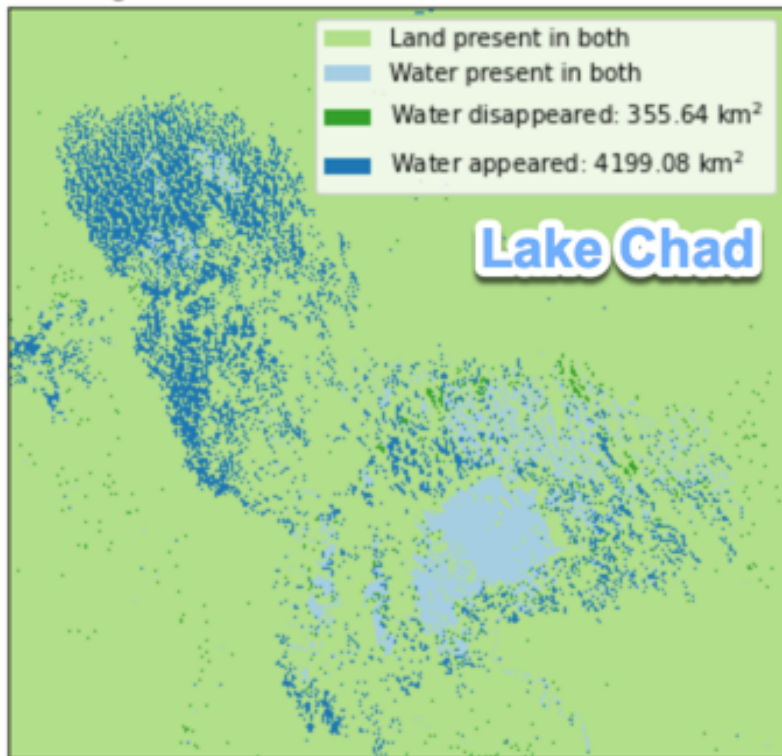 Land present in both
Water present in both
Water disappeared: 355.64 km²
Water appeared: 4199.08 km²
Lake Chad